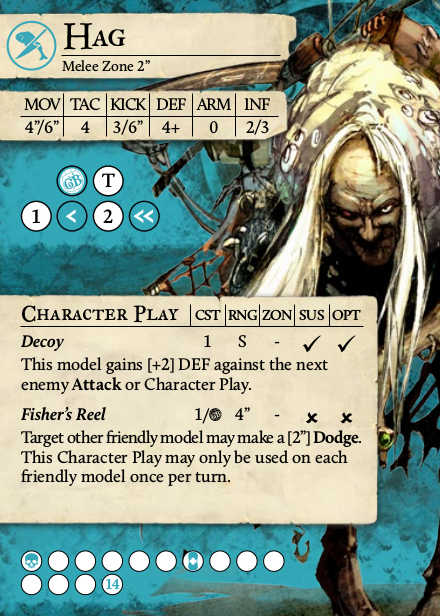 HAG
Melee Zone 2”
MOV TAC KICK DEF ARM INF
4”/6” 4 3/6” 4+ 0 2/3
GB T
1 < 2 <<
CHARACTER PLAY CST RNG ZON SUS OPT
Decoy 1 S - ✓ ✓
This model gains [+2] DEF against the next
enemy Attack or Character Play.
Fisher’s Reel 1/GB 4” - ✗ ✗
Target other friendly model may make a [2”] Dodge.
This Character Play may only be used on each
friendly model once per turn.
14